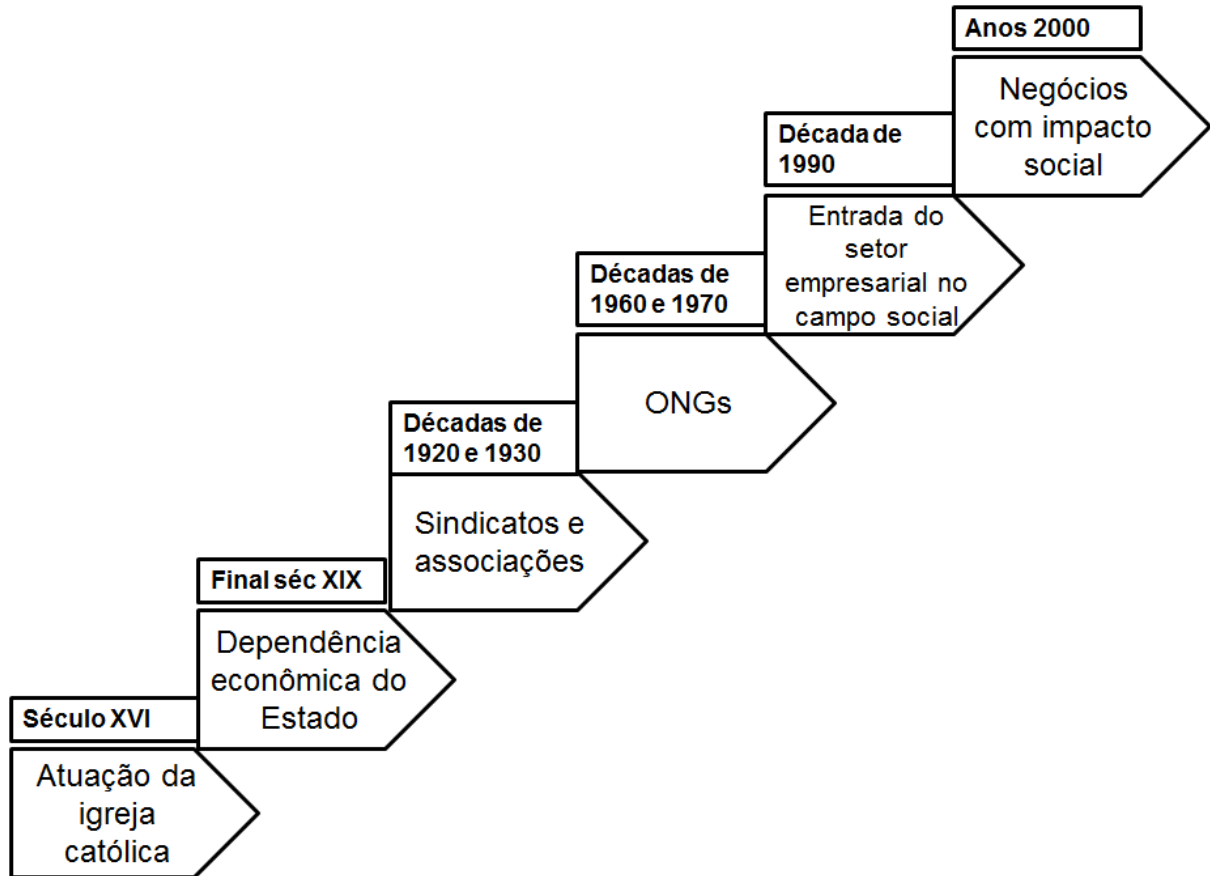 Anos 2000
Negócios
com impacto
social
Década de
1990
Entrada do
setor
empresarial no
campo social
Décadas de
1960 e 1970
ONGs
Décadas de
1920 e 1930
Sindicatos e
associações
Final séc XIX
Dependência
econômica do
Estado
Século XVI
Atuação da
igreja
católica